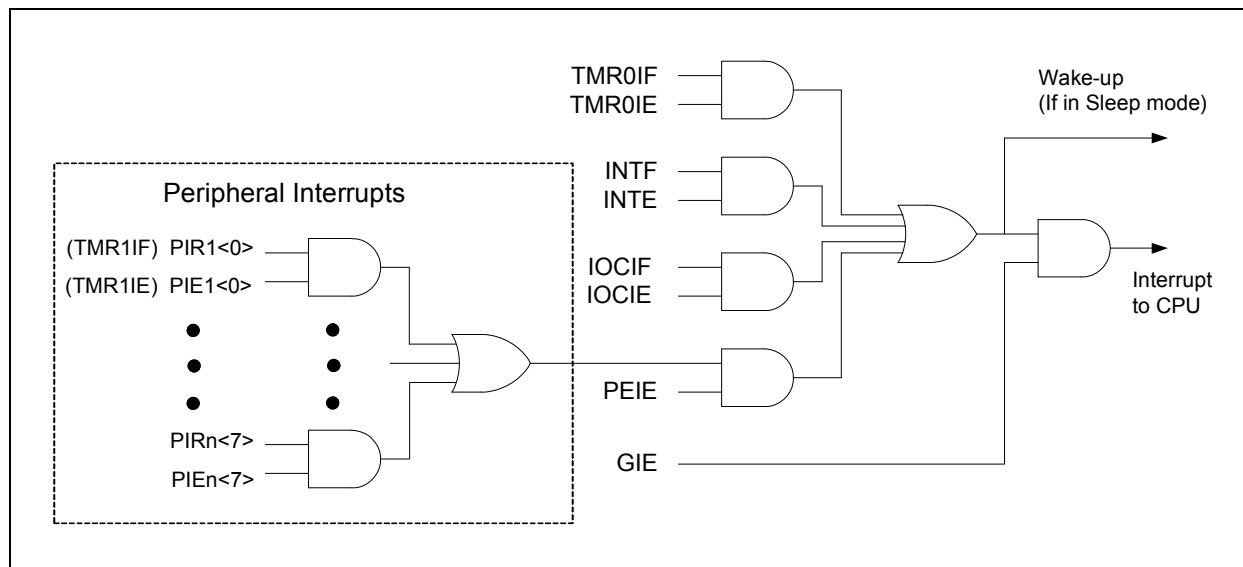 TMR0IF
TMR0IE
Wake-up
(If in Sleep mode)
INTF
INTE
Peripheral Interrupts
(TMR1IF) PIR1<0>
(TMR1IE) PIE1<0>
IOCIF
IOCIE
Interrupt
to CPU
PEIE
PIRn<7>
PIEn<7>
GIE